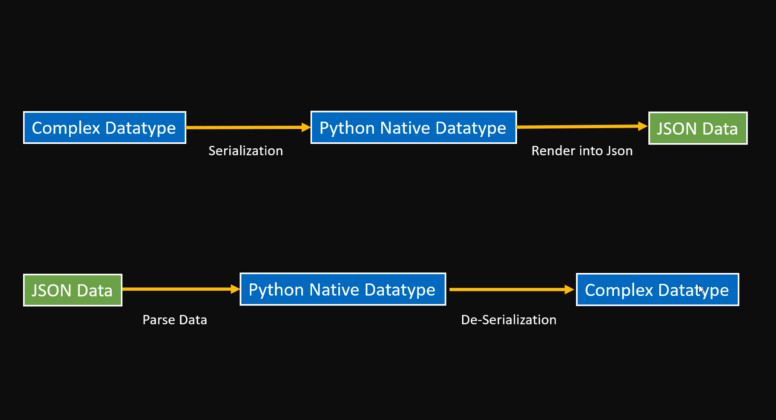 Complex Datatype
Python Native Datatype
JSON Data
Serialization
Render into Json
JSON Data
Python Native Datatype
Complex Datatype
Parse Data
De-Serialization